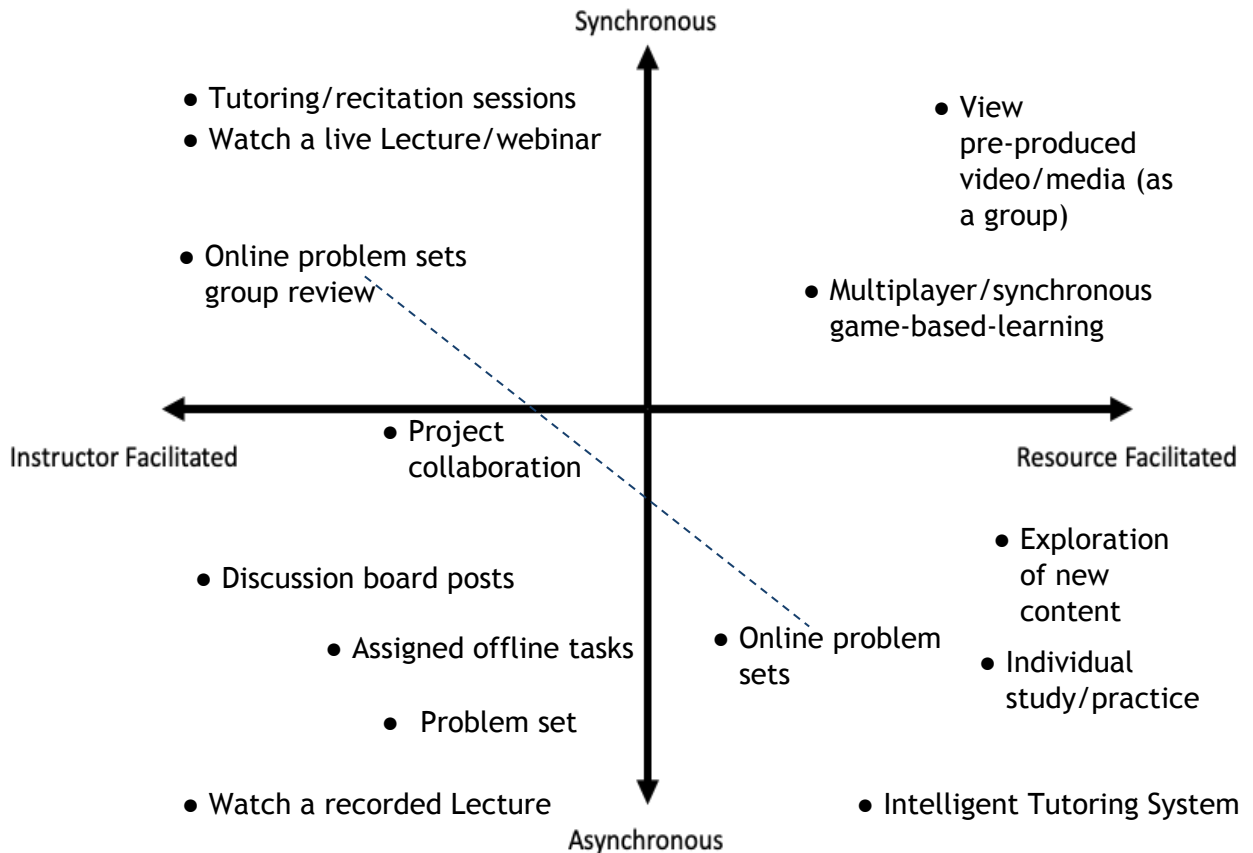 Synchronous
● Tutoring/recitation sessions
● Watch a live Lecture/webinar
● View
pre-produced
video/media (as
a group)
● Online problem sets
group review
● Multiplayer/synchronous
game-based-learning
Instructor Facilitated
Resource Facilitated
● Project
collaboration
● Discussion board posts
● Assigned offline tasks
● Problem set
● Watch a recorded Lecture
● Exploration
of new
content
● Online problem
sets
● Individual
study/practice
● Intelligent Tutoring System
Asynchronous